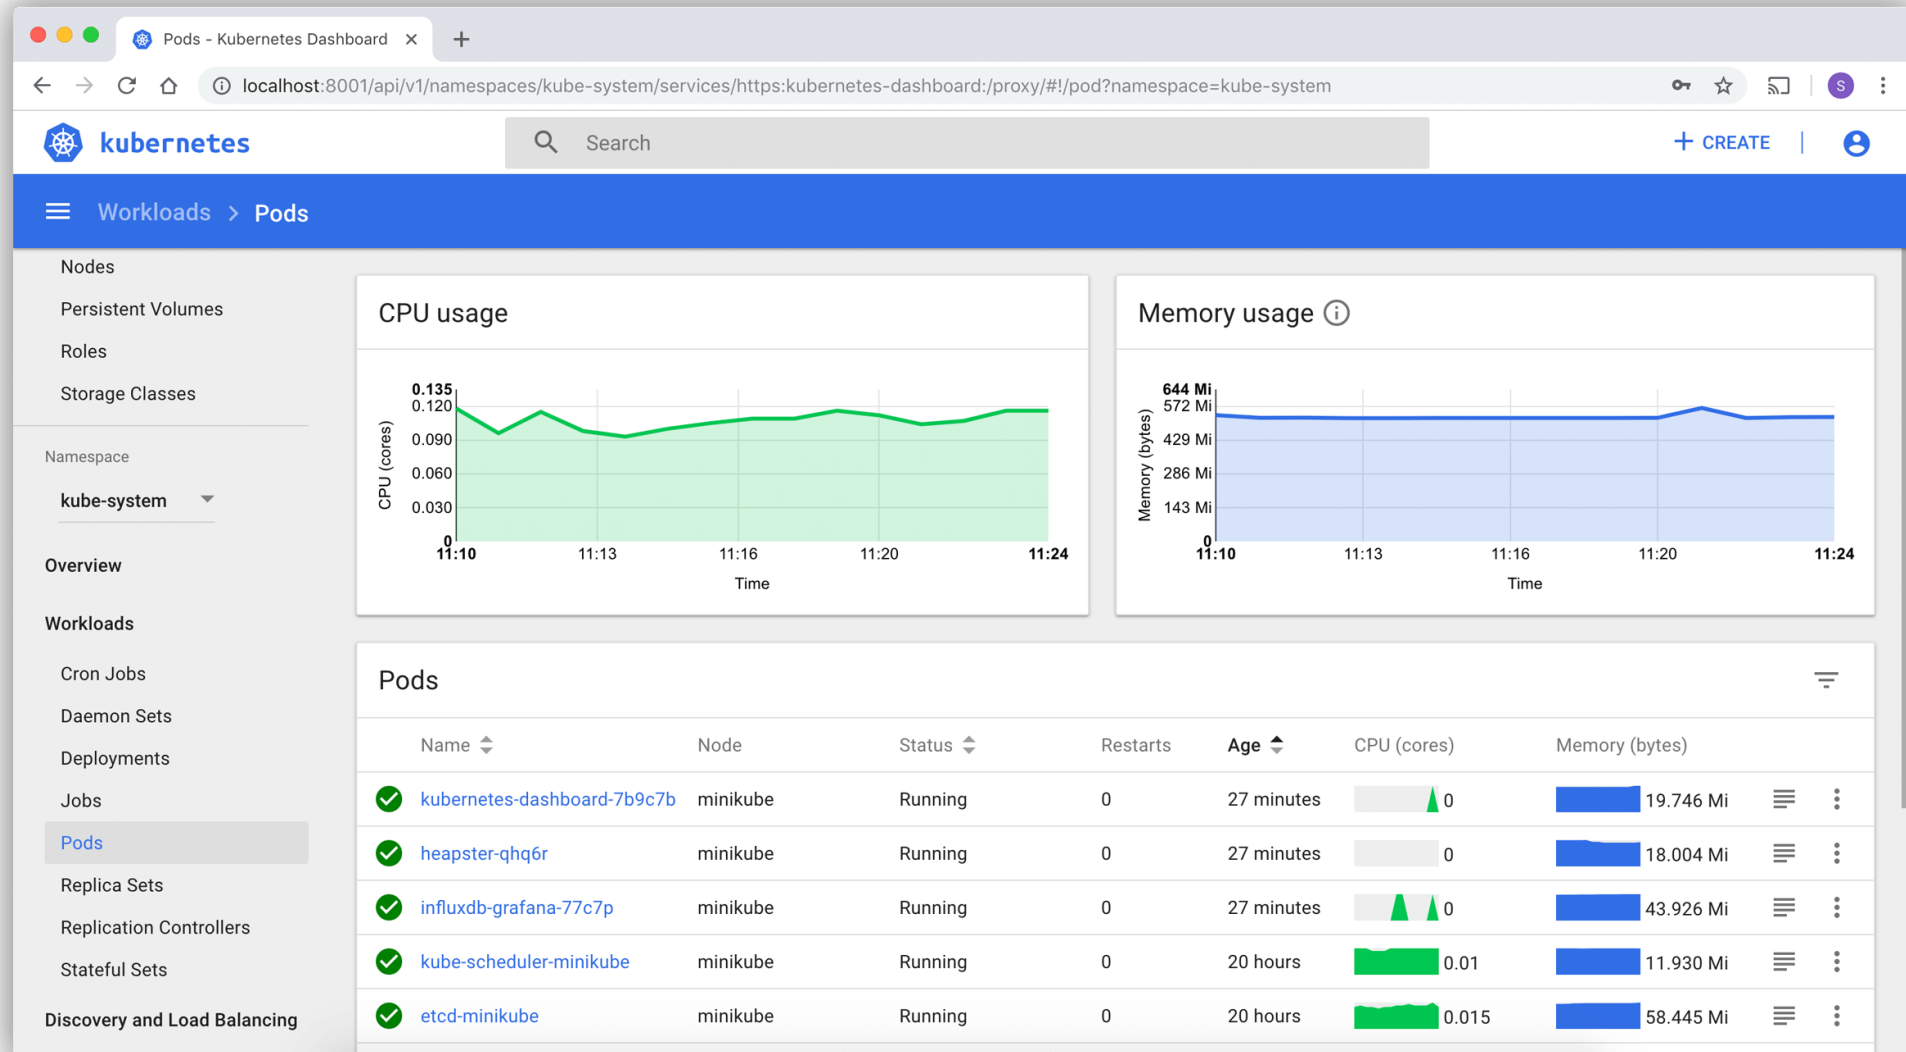 Pods - Kubernetes Dashboard
localhost:8001/api/v1/namespaces/kube-system/services/https:kubernetes-dashboard:/proxy/#!/pod?namespace=kube-system
S
kubernetes
Search
+ CREATE
Workloads > Pods
Nodes
Persistent Volumes
Roles
Storage Classes
Namespace
kube-system
Overview
Workloads
Cron Jobs
Daemon Sets
Deployments
Jobs
Pods
Replica Sets
Replication Controllers
Stateful Sets
Discovery and Load Balancing
CPU usage
CPU (cores)
0.135
0.120
0.090
0.060
0.030
0
11:10 11:13 11:16 11:20 11:24
Time
Memory usage
Memory (bytes)
644 Mi
572 Mi
429 Mi
286 Mi
143 Mi
0
11:10 11:13 11:16 11:20 11:24
Time
Pods
Name Node Status Restarts Age CPU (cores) Memory (bytes)
kubernetes-dashboard-7b9c7b minikube Running 0 27 minutes 0 19.746 Mi
heapster-qhq6r minikube Running 0 27 minutes 0 18.004 Mi
influxdb-grafana-77c7p minikube Running 0 27 minutes 0 43.926 Mi
kube-scheduler-minikube minikube Running 0 20 hours 0.01 11.930 Mi
etcd-minikube minikube Running 0 20 hours 0.015 58.445 Mi